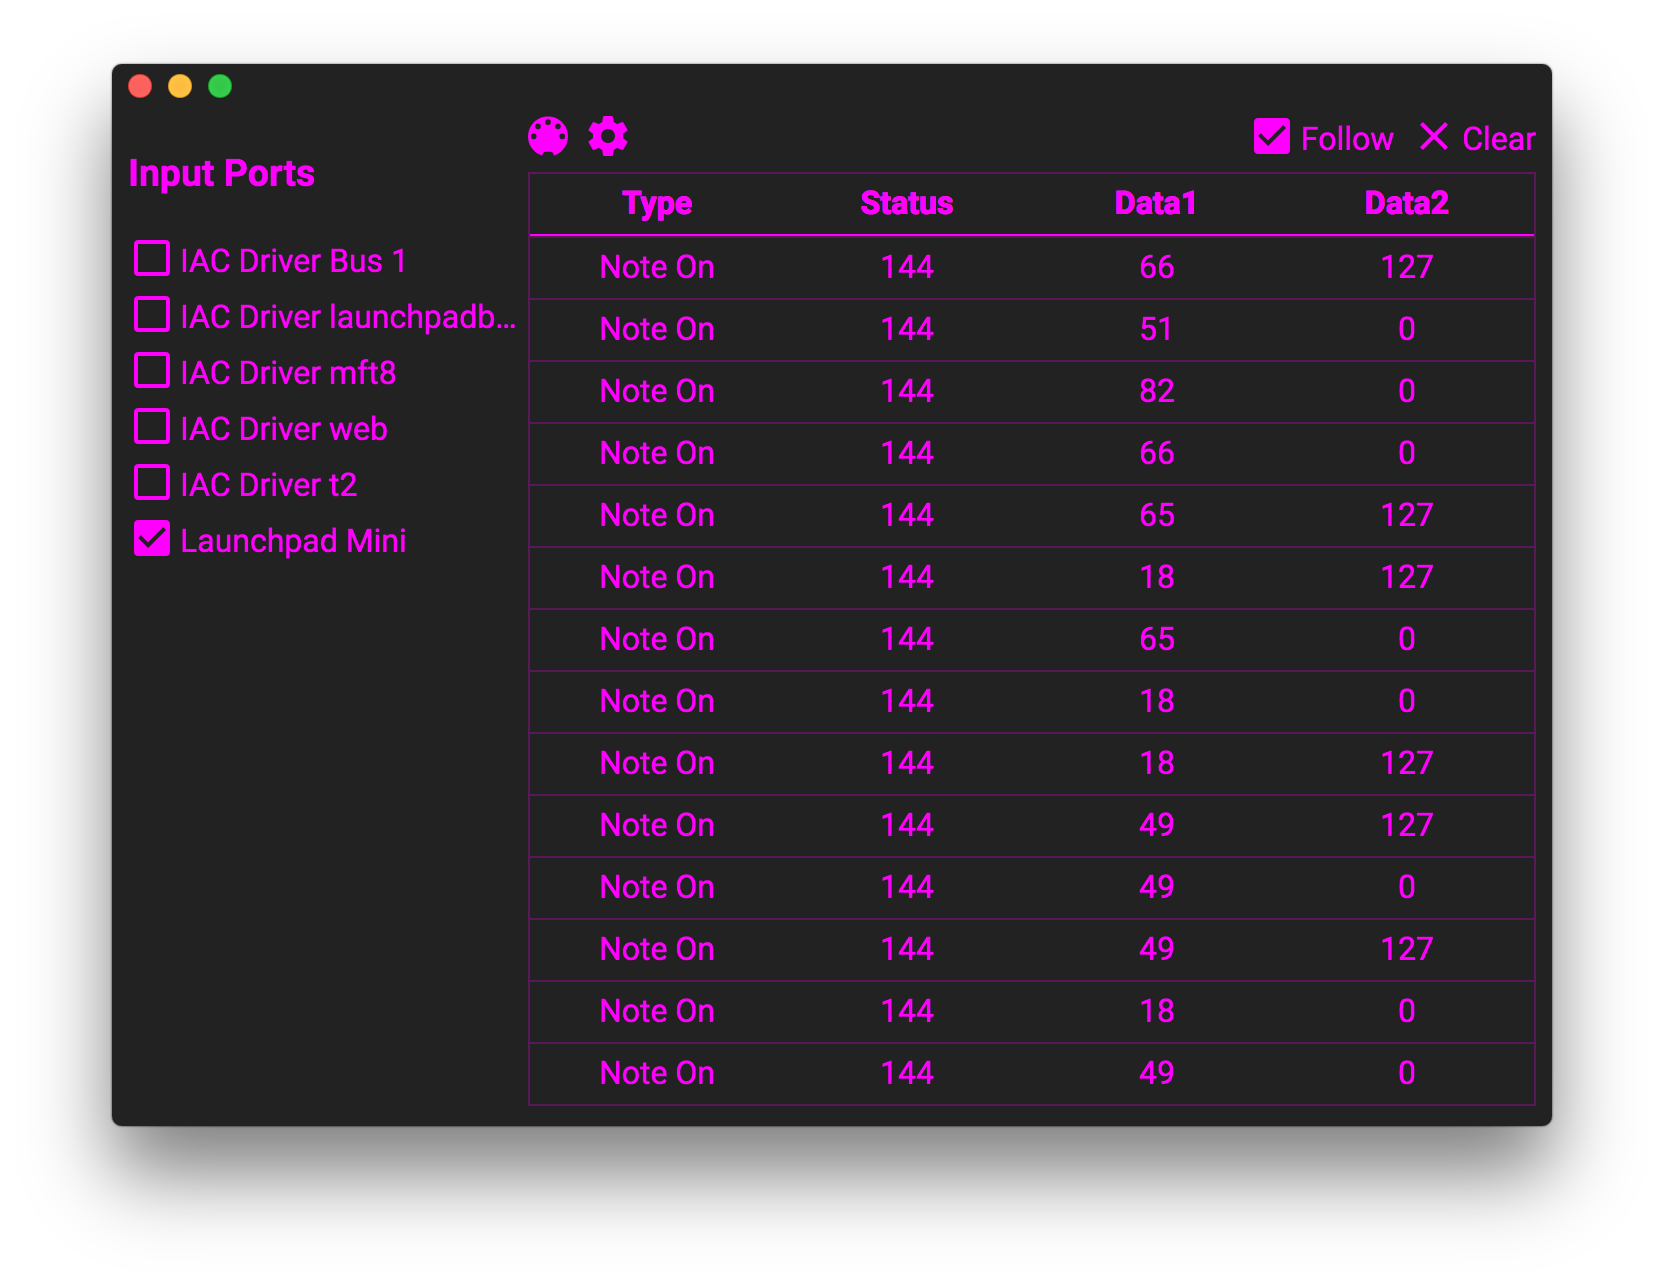 Input Ports
IAC Driver Bus 1
IAC Driver launchpadb...
IAC Driver mft8
IAC Driver web
IAC Driver t2
Launchpad Mini
Follow Clear
Type Status Data1 Data2
Note On 144 66 127
Note On 144 51 0
Note On 144 82 0
Note On 144 66 0
Note On 144 65 127
Note On 144 18 127
Note On 144 65 0
Note On 144 18 0
Note On 144 18 127
Note On 144 49 127
Note On 144 49 0
Note On 144 49 127
Note On 144 18 0
Note On 144 49 0